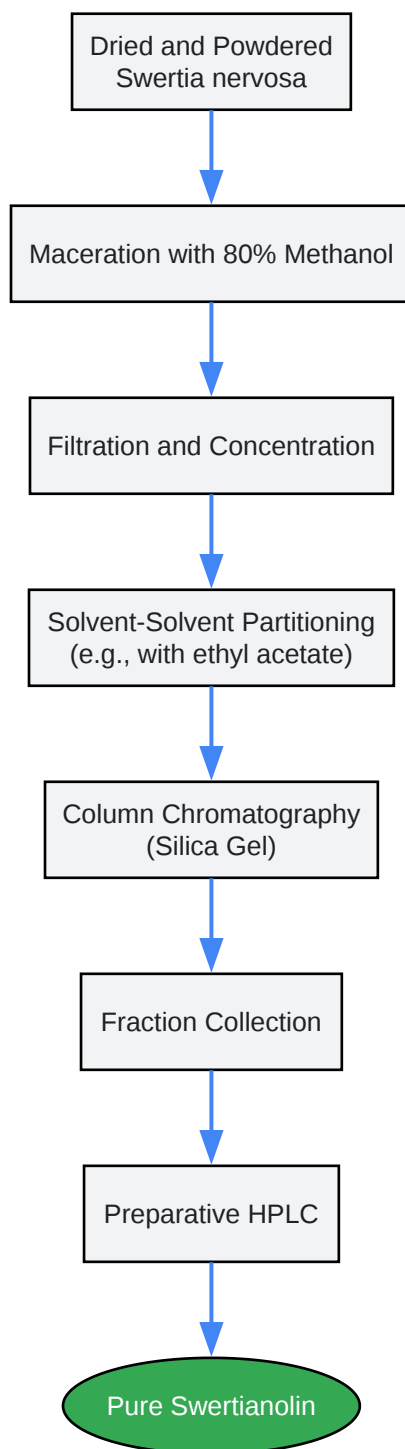 Dried and Powdered
Swertia nervosa
Maceration with 80% Methanol
Filtration and Concentration
Solvent-Solvent Partitioning
(e.g., with ethyl acetate)
Column Chromatography
(Silica Gel)
Fraction Collection
Preparative HPLC
Pure Swertianolin